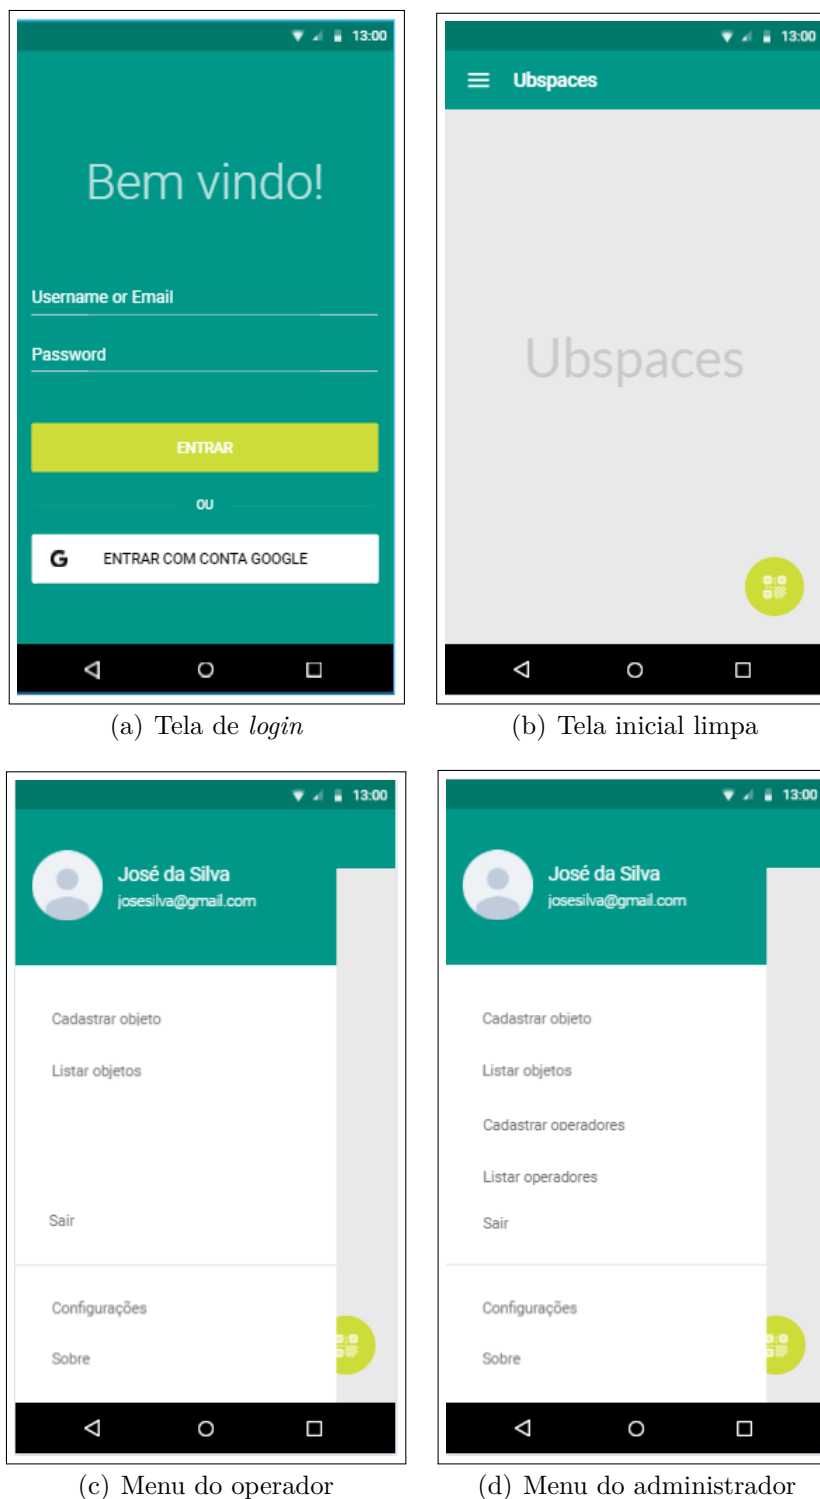 13:00
Bem vindo!
Username or Email
Password
ENTRAR
OU
G ENTRAR COM CONTA GOOGLE
(a) Tela de login
13:00
Ubspaces
Ubspaces
(b) Tela inicial limpa
13:00
José da Silva
josesilva@gmail.com
Cadastrar objeto
Listar objetos
Sair
Configurações
Sobre
(c) Menu do operador
13:00
José da Silva
josesilva@gmail.com
Cadastrar objeto
Listar objetos
Cadastrar operadores
Listar operadores
Sair
Configurações
Sobre
(d) Menu do administrador